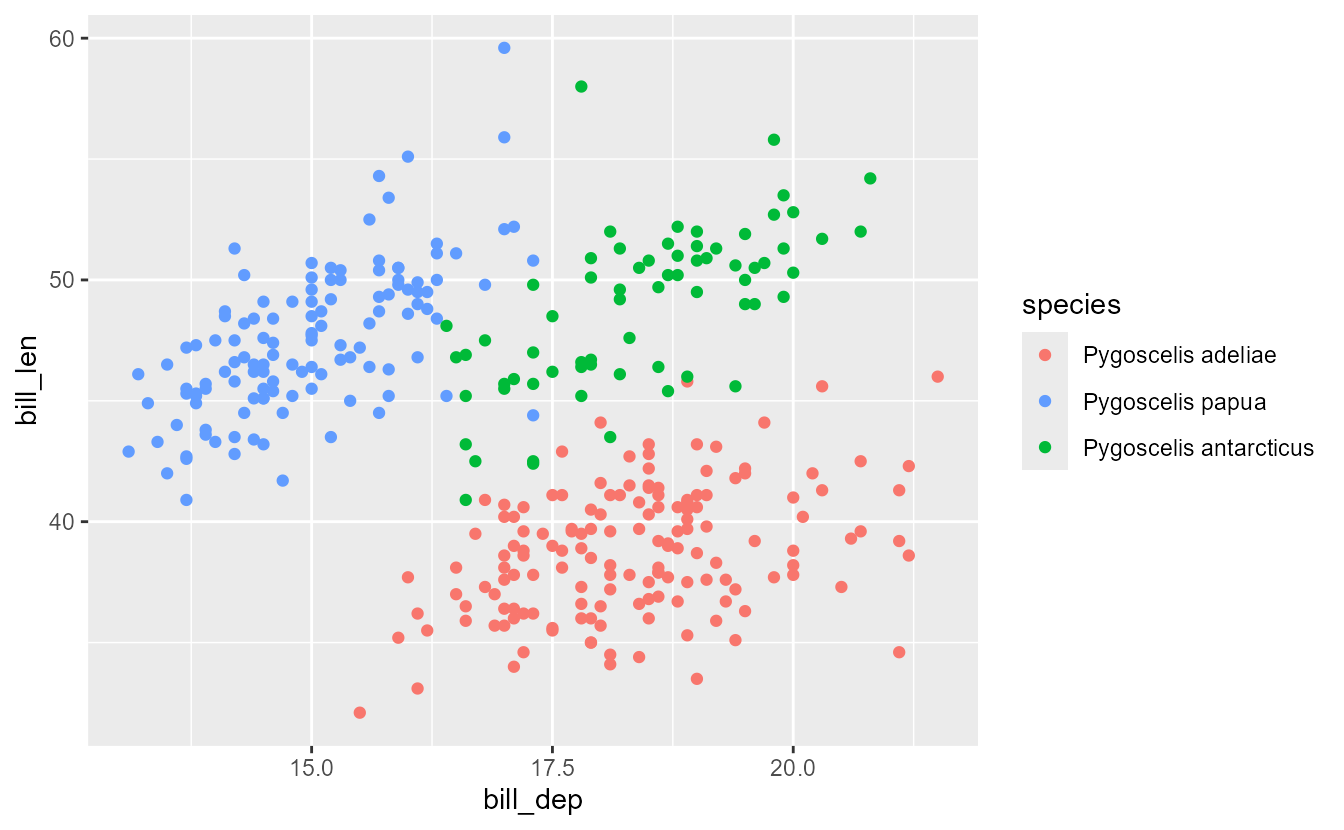 60
50
40
bill_len
15.0 17.5 20.0
bill_dep
species
Pygoscelis adeliae
Pygoscelis papua
Pygoscelis antarcticus